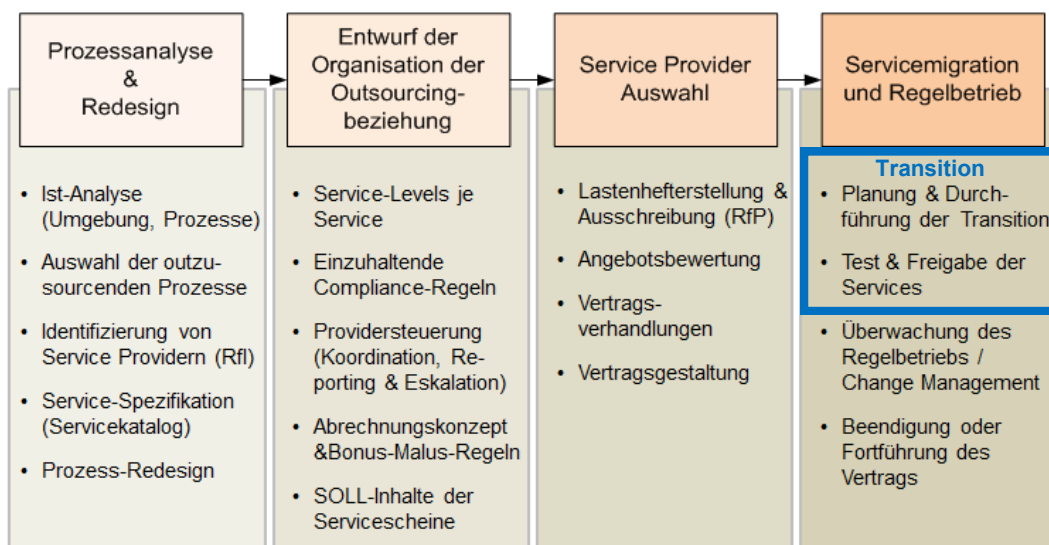 Prozessanalyse
&
Redesign
• Ist-Analyse
(Umgebung, Prozesse)
• Auswahl der outzu-
sourcenden Prozesse
• Identifizierung von
Service Providern (RfI)
• Service-Spezifikation
(Servicekatalog)
• Prozess-Redesign
Entwurf der
Organisation der
Outsourcing-
beziehung
• Service-Levels je
Service
• Einzuhaltende
Compliance-Regeln
• Providersteuerung
(Koordination, Re-
porting & Eskalation)
• Abrechnungskonzept
&Bonus-Malus-Regeln
• SOLL-Inhalte der
Servicescheine
Service Provider
Auswahl
• Lastenhefterstellung &
Ausschreibung (RfP)
• Angebotsbewertung
• Vertrags-
verhandlungen
• Vertragsgestaltung
Servicemigration
und Regelbetrieb
Transition
• Planung & Durch-
führung der Transition
• Test & Freigabe der
Services
• Überwachung des
Regelbetriebs /
Change Management
• Beendigung oder
Fortführung des
Vertrags